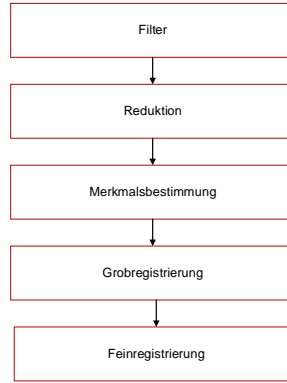 Filter
Reduktion
Merkmalsbestimmung
Grobregistrierung
Feinregistrierung